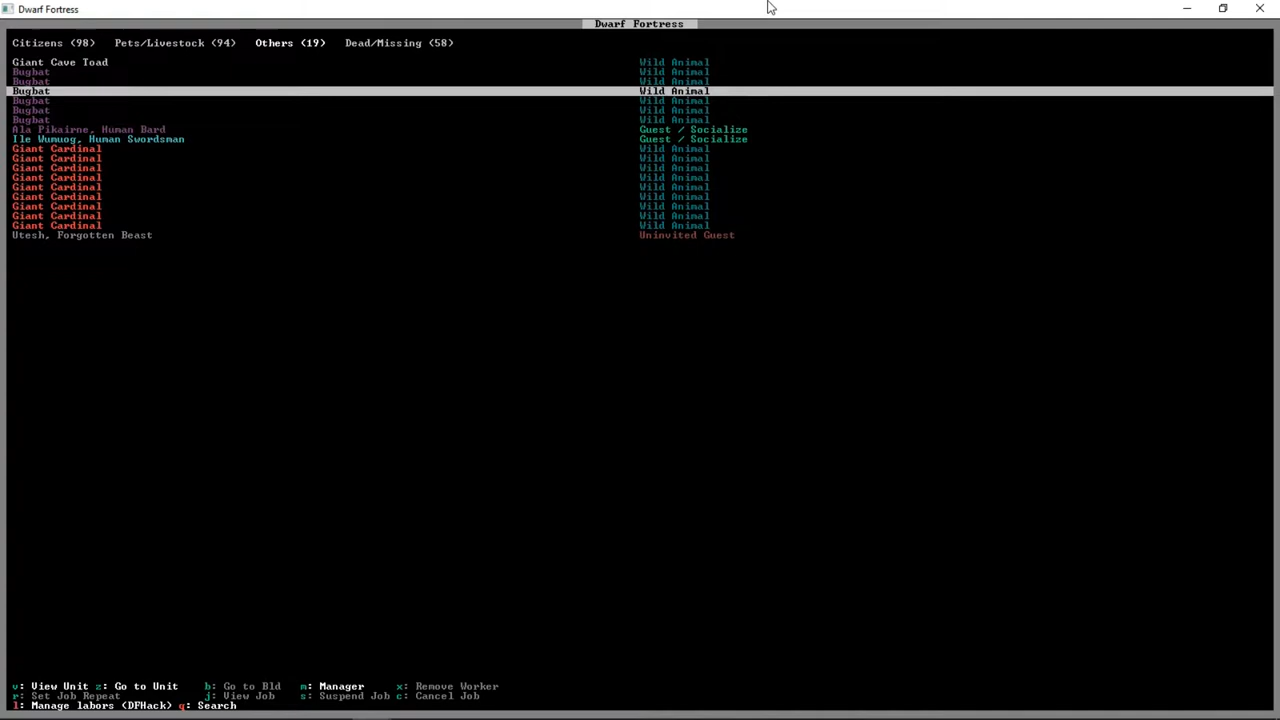 Dwarf Fortress
Dwarf Fortress
Citizens (98) Pets/Livestock (94) Others (19) Dead/Missing (58)
Giant Cave Toad Wild Animal
Bugbat Wild Animal
Bugbat Wild Animal
Bugbat Wild Animal
Bugbat Wild Animal
Bugbat Wild Animal
Bugbat Wild Animal
Ala Pikairne, Human Bard Guest / Socialize
Ile Wumuog, Human Swordsman Guest / Socialize
Giant Cardinal Wild Animal
Giant Cardinal Wild Animal
Giant Cardinal Wild Animal
Giant Cardinal Wild Animal
Giant Cardinal Wild Animal
Giant Cardinal Wild Animal
Giant Cardinal Wild Animal
Giant Cardinal Wild Animal
Giant Cardinal Wild Animal
Utesh, Forgotten Beast Uninvited Guest
v: View Unit z: Go to Unit b: Go to Bld m: Manager x: Remove Worker
r: Set Job Repeat j: View Job s: Suspend Job c: Cancel Job
l: Manage labors (DFHack) q: Search